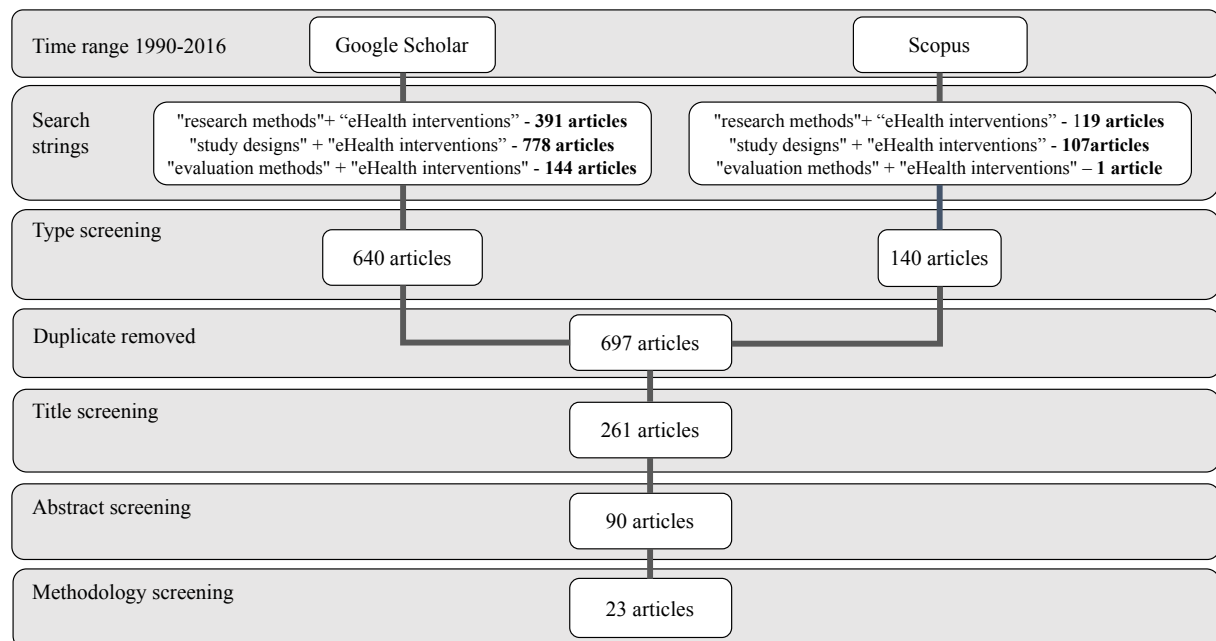 Time range 1990-2016
Google Scholar
Scopus
Search
strings
"research methods"+ “eHealth interventions” - 391 articles
"study designs" + "eHealth interventions” - 778 articles
"evaluation methods" + "eHealth interventions" - 144 articles
"research methods"+ “eHealth interventions” - 119 articles
"study designs" + "eHealth interventions” - 107articles
"evaluation methods" + "eHealth interventions" – 1 article
Type screening
640 articles
140 articles
Duplicate removed
697 articles
Title screening
261 articles
Abstract screening
90 articles
Methodology screening
23 articles